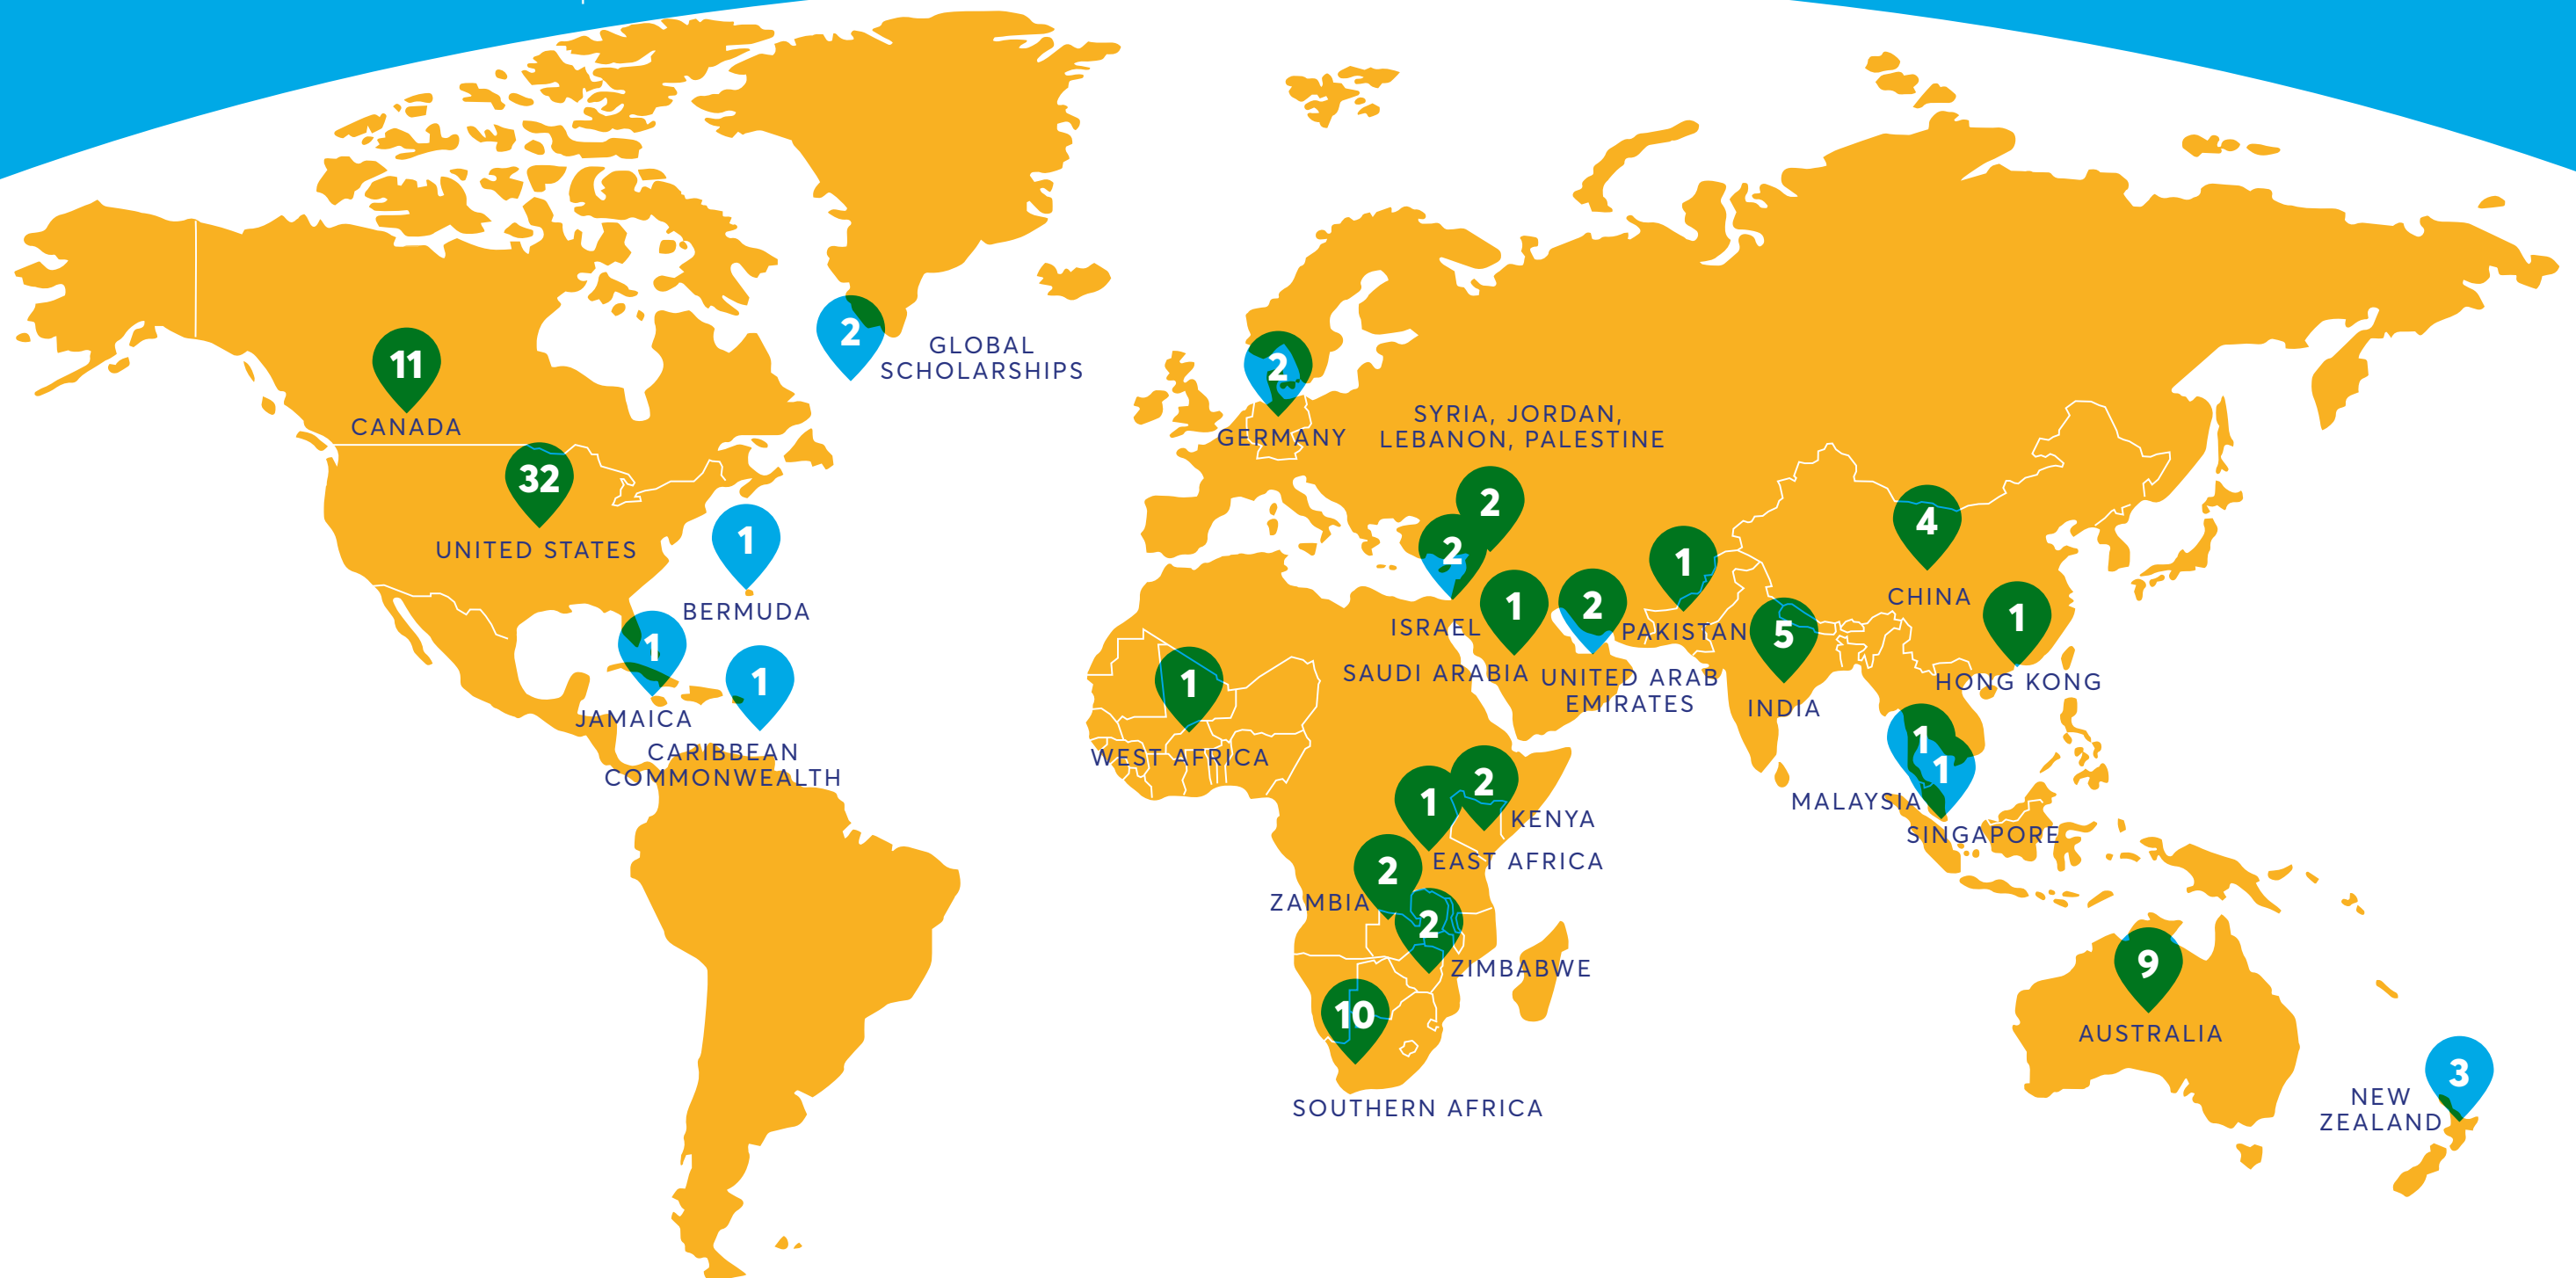 2
GLOBAL
SCHOLARSHIPS
11
CANADA
32
UNITED STATES
1
BERMUDA
1
JAMAICA
1
CARIBBEAN
COMMONWEALTH
2
GERMANY
SYRIA, JORDAN,
LEBANON, PALESTINE
2
2
ISRAEL
1
SAUDI ARABIA
2
UNITED ARAB
EMIRATES
1
PAKISTAN
5
INDIA
4
CHINA
1
HONG KONG
1
MALAYSIA
1
SINGAPORE
1
WEST AFRICA
2
KENYA
1
EAST AFRICA
2
ZAMBIA
2
ZIMBABWE
10
SOUTHERN AFRICA
9
AUSTRALIA
3
NEW
ZEALAND